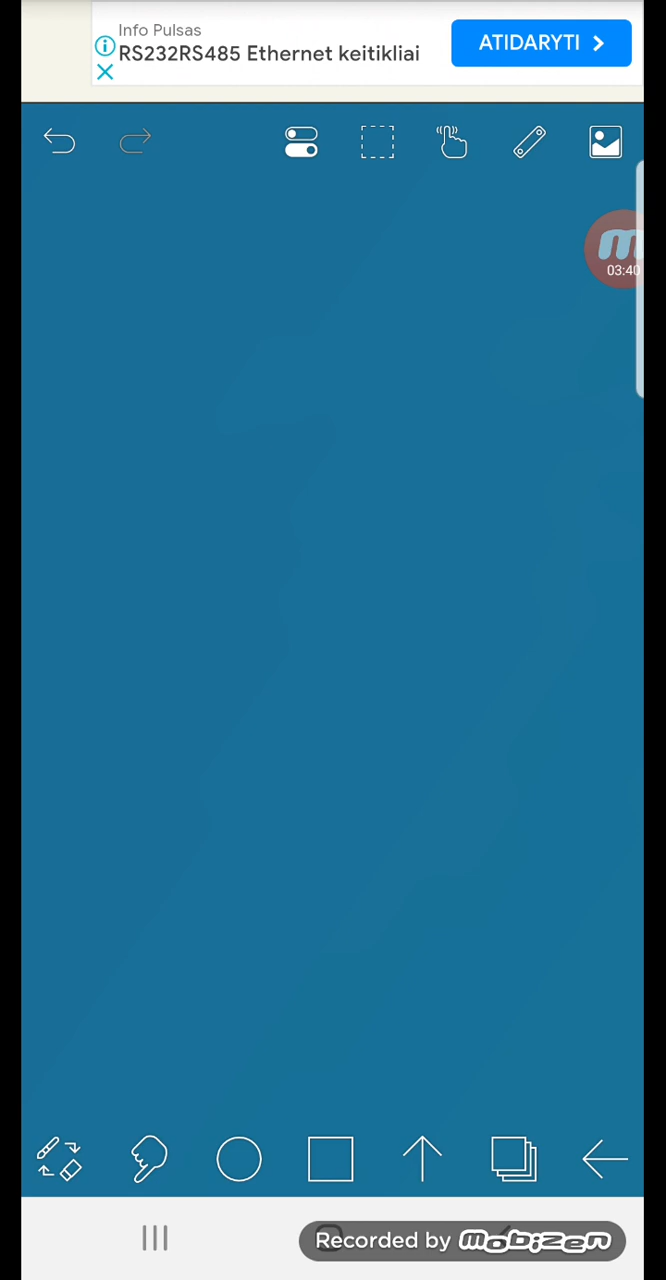 Info Pulsas
RS232RS485 Ethernet keitikliai
ATIDARYTI
m
03:40
Recorded by mobizen